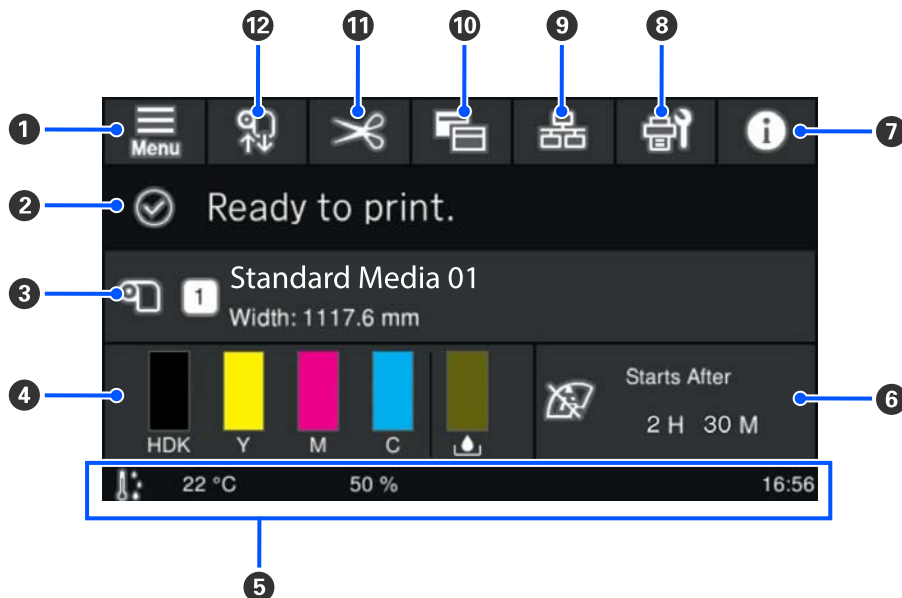 12 11 10 9 8
1 Menu 7
2 Ready to print.
3 1 Standard Media 01
Width: 1117.6 mm
4 Starts After 6
2 H 30 M
HDK Y M C
22 °C 50 % 16:56
5